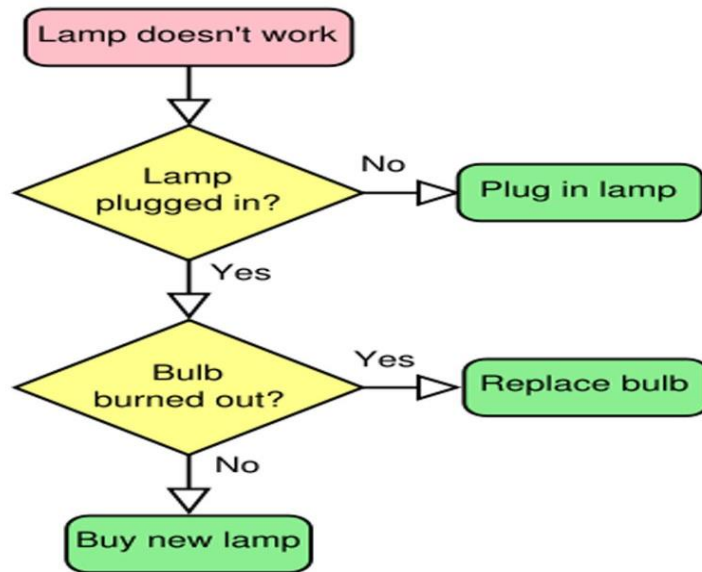 Lamp doesn't work
Lamp
plugged in?
No
Plug in lamp
Yes
Bulb
burned out?
Yes
Replace bulb
No
Buy new lamp